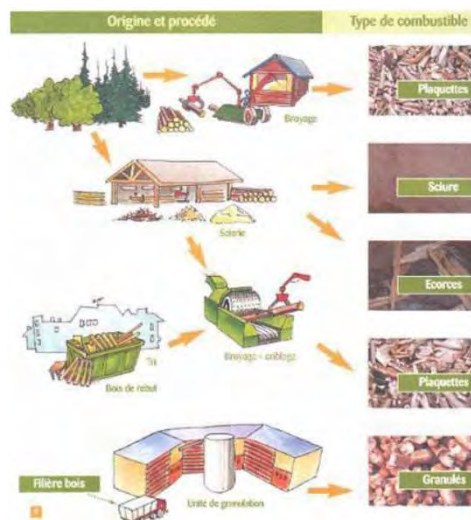 Origine et procédé
Type de combustible
Broyage
Plaquettes
Scierie
Sciure
Ecorces
Tri
Bois de rebut
Broyage + criblage
Plaquettes
Filière bois
Unité de granulation
Granulés